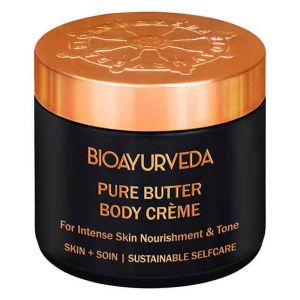 BIOAYURVEDA
PURE BUTTER
BODY CRÈME
For Intense Skin Nourishment & Tone
SKIN + SOIN | SUSTAINABLE SELFCARE